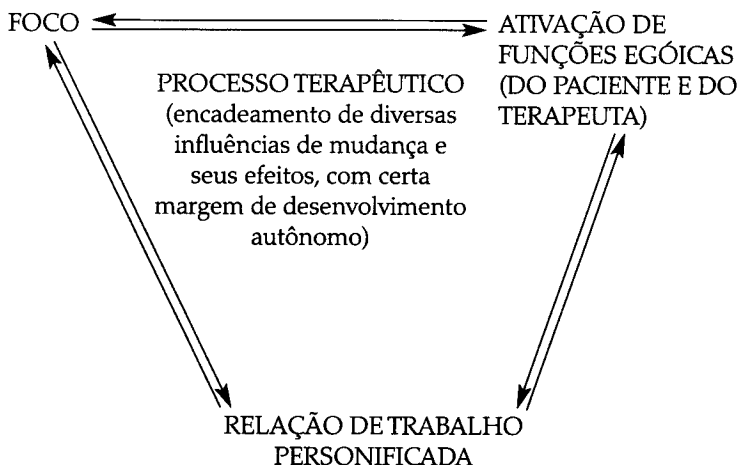 FOCO
ATIVAÇÃO DE
FUNÇÕES EGÓICAS
(DO PACIENTE E DO
TERAPEUTA)
PROCESSO TERAPÊUTICO
(encadeamento de diversas
influências de mudança e
seus efeitos, com certa
margem de desenvolvimento
autônomo)
RELAÇÃO DE TRABALHO
PERSONIFICADA